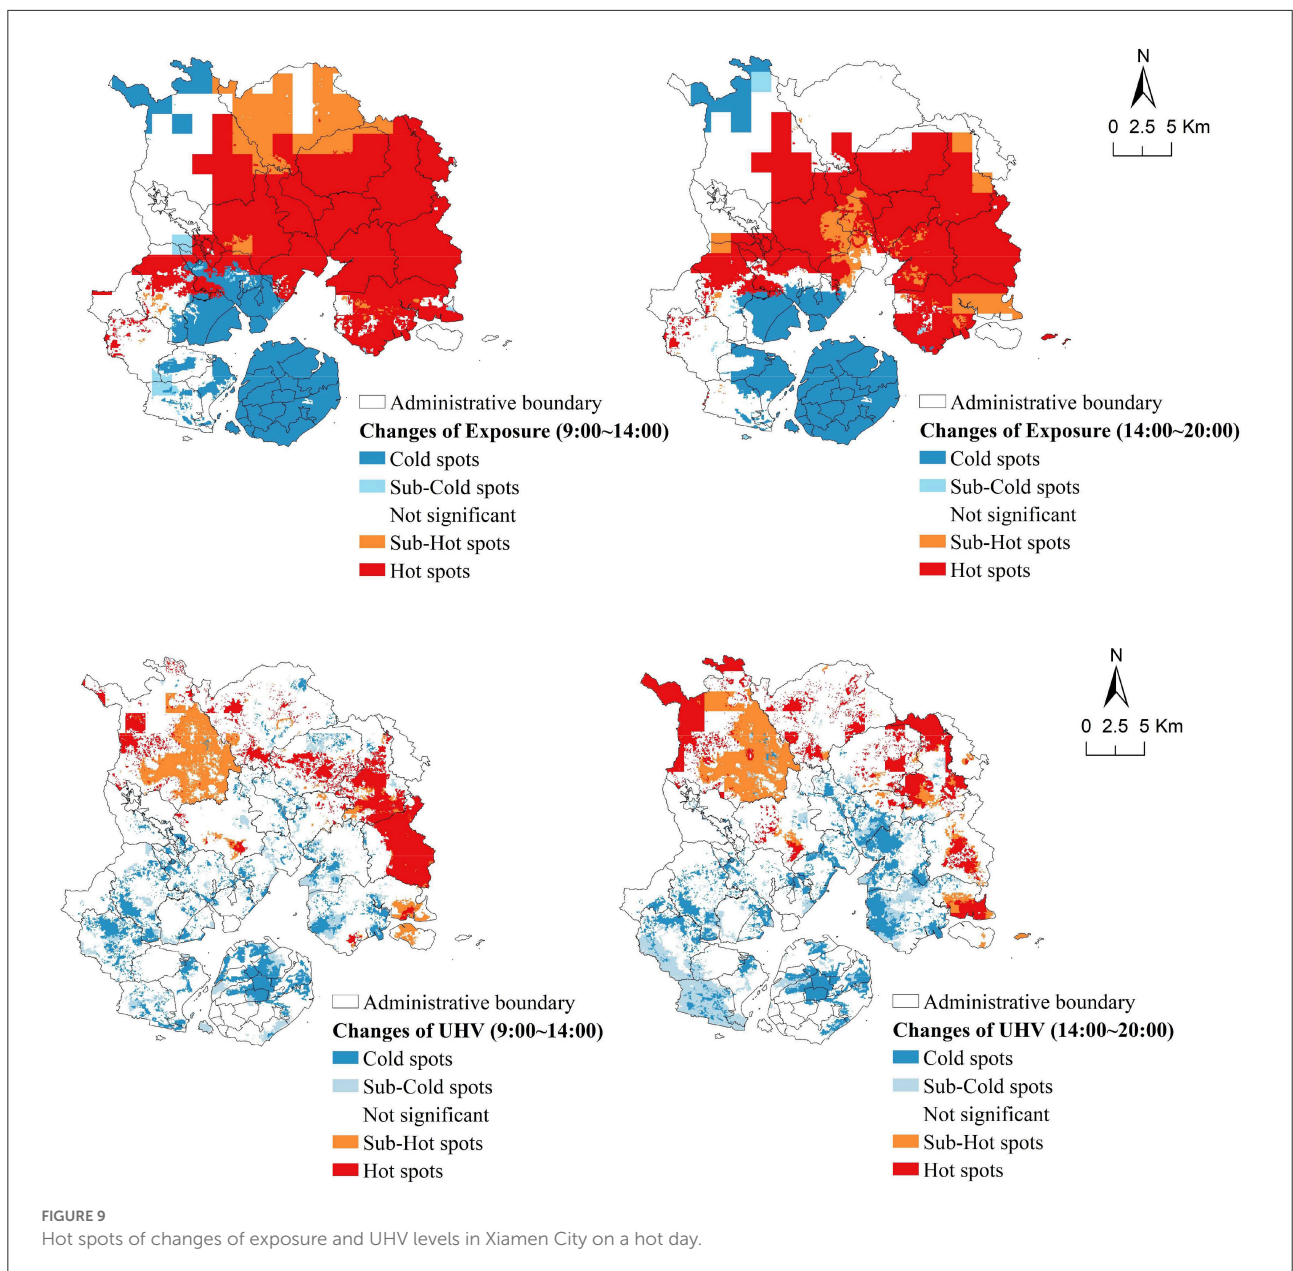 N
0 2.5 5 Km
Administrative boundary
Changes of Exposure (9:00~14:00)
Cold spots
Sub-Cold spots
Not significant
Sub-Hot spots
Hot spots
Administrative boundary
Changes of Exposure (14:00~20:00)
Cold spots
Sub-Cold spots
Not significant
Sub-Hot spots
Hot spots
N
0 2.5 5 Km
Administrative boundary
Changes of UHV (9:00~14:00)
Cold spots
Sub-Cold spots
Not significant
Sub-Hot spots
Hot spots
Administrative boundary
Changes of UHV (14:00~20:00)
Cold spots
Sub-Cold spots
Not significant
Sub-Hot spots
Hot spots
FIGURE 9
Hot spots of changes of exposure and UHV levels in Xiamen City on a hot day.